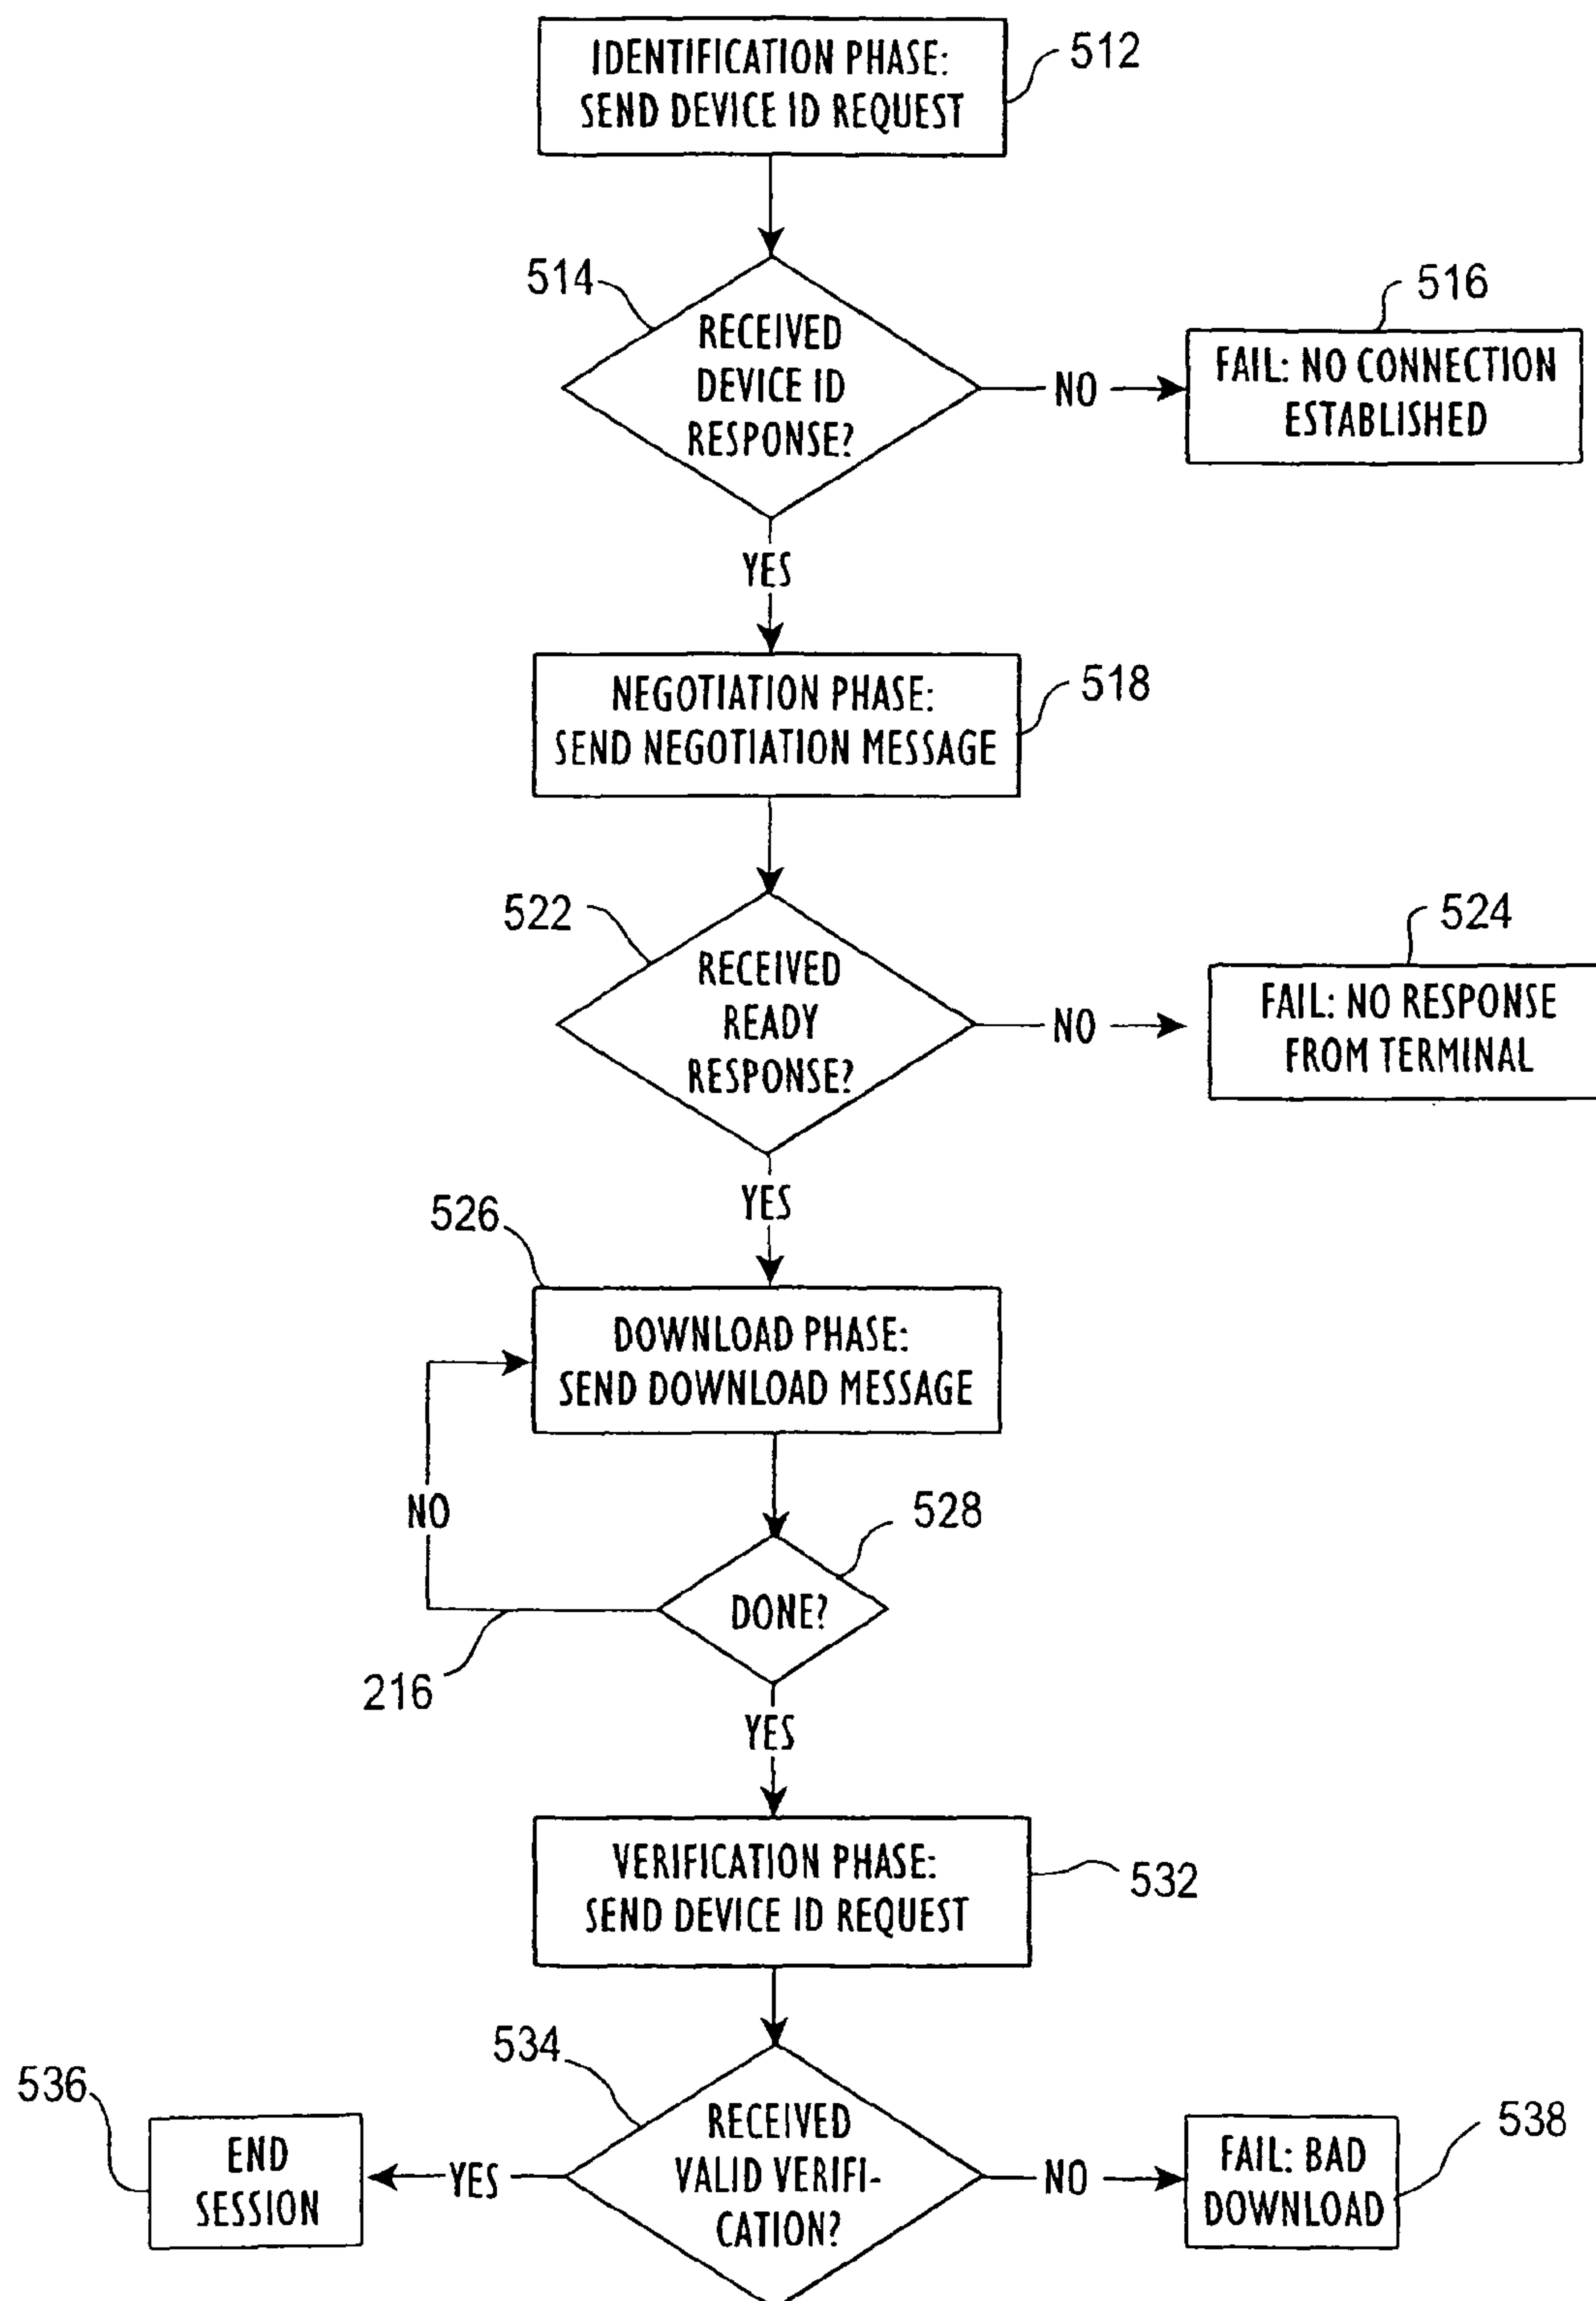 IDENTIFICATION PHASE:
SEND DEVICE ID REQUEST
512
514
RECEIVED
DEVICE ID
RESPONSE?
NO
516
FAIL: NO CONNECTION
ESTABLISHED
YES
NEGOTIATION PHASE:
SEND NEGOTIATION MESSAGE
518
522
RECEIVED
READY
RESPONSE?
NO
524
FAIL: NO RESPONSE
FROM TERMINAL
YES
526
DOWNLOAD PHASE:
SEND DOWNLOAD MESSAGE
NO
528
DONE?
216
YES
VERIFICATION PHASE:
SEND DEVICE ID REQUEST
532
534
RECEIVED
VALID VERIFI-
CATION?
536
END
SESSION
YES
NO
538
FAIL: BAD
DOWNLOAD